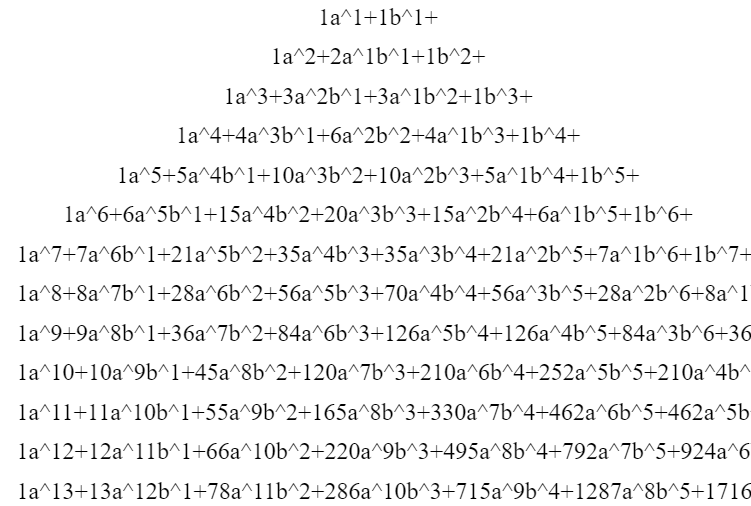 1a^1+1b^1+
1a^2+2a^1b^1+1b^2+
1a^3+3a^2b^1+3a^1b^2+1b^3+
1a^4+4a^3b^1+6a^2b^2+4a^1b^3+1b^4+
1a^5+5a^4b^1+10a^3b^2+10a^2b^3+5a^1b^4+1b^5+
1a^6+6a^5b^1+15a^4b^2+20a^3b^3+15a^2b^4+6a^1b^5+1b^6+
1a^7+7a^6b^1+21a^5b^2+35a^4b^3+35a^3b^4+21a^2b^5+7a^1b^6+1b^7+
1a^8+8a^7b^1+28a^6b^2+56a^5b^3+70a^4b^4+56a^3b^5+28a^2b^6+8a^1
1a^9+9a^8b^1+36a^7b^2+84a^6b^3+126a^5b^4+126a^4b^5+84a^3b^6+36
1a^10+10a^9b^1+45a^8b^2+120a^7b^3+210a^6b^4+252a^5b^5+210a^4b^
1a^11+11a^10b^1+55a^9b^2+165a^8b^3+330a^7b^4+462a^6b^5+462a^5b
1a^12+12a^11b^1+66a^10b^2+220a^9b^3+495a^8b^4+792a^7b^5+924a^6
1a^13+13a^12b^1+78a^11b^2+286a^10b^3+715a^9b^4+1287a^8b^5+1716